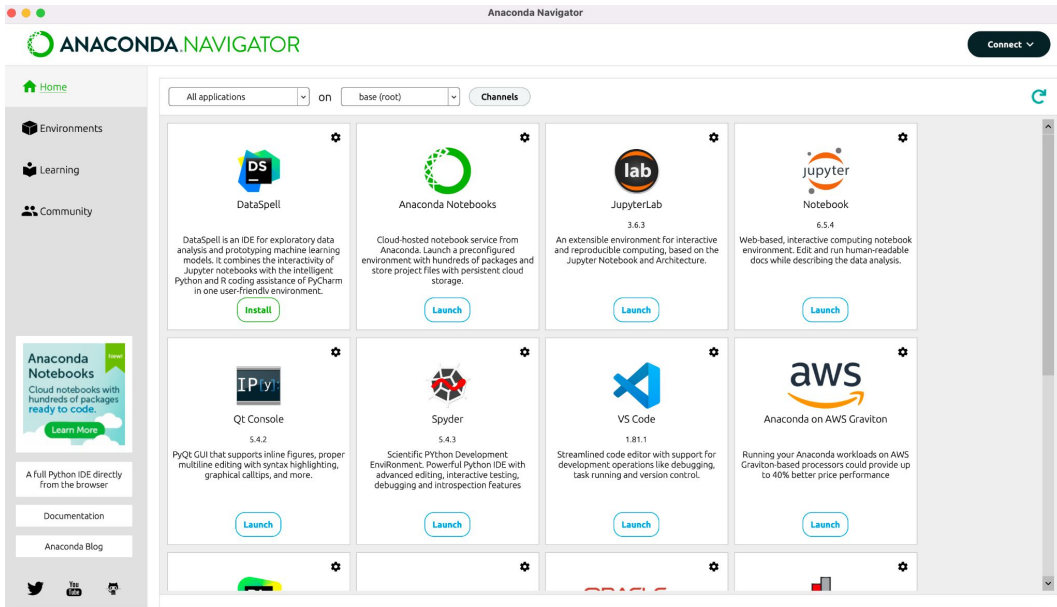 Anaconda Navigator
ANACONDA.NAVIGATOR
Connect
Home
Environments
Learning
Community
All applications
on
base (root)
Channels
DS
DataSpell
DataSpell is an IDE for exploratory data
analysis and prototyping machine learning
models. It combines the interactivity of
Jupyter notebooks with the intelligent
Python and R coding assistance of PyCharm
in one user-friendly environment.
Install
Anaconda Notebooks
Cloud-hosted notebook service from
Anaconda. Launch a preconfigured
environment with hundreds of packages and
store project files with persistent cloud
storage.
Launch
lab
JupyterLab
3.6.3
An extensible environment for interactive
and reproducible computing, based on the
Jupyter Notebook and Architecture.
Launch
jupyter
Notebook
6.5.4
Web-based, interactive computing notebook
environment. Edit and run human-readable
docs while describing the data analysis.
Launch
IP[y]:
Qt Console
5.4.2
PyQt GUI that supports inline figures, proper
multiline editing with syntax highlighting,
graphical calltips, and more.
Launch
Spyder
5.4.3
Scientific PYthon Development
EnviRonment. Powerful Python IDE with
advanced editing, interactive testing,
debugging and introspection features
Launch
VS Code
1.81.1
Streamlined code editor with support for
development operations like debugging,
task running and version control.
Launch
aws
Anaconda on AWS Graviton
Running your Anaconda workloads on AWS
Graviton-based processors could provide up
to 40% better price performance
Launch
Anaconda
Notebooks
New!
Cloud notebooks with
hundreds of packages
ready to code.
Learn More
A full Python IDE directly
from the browser
Documentation
Anaconda Blog
You
Tube
ORACLE